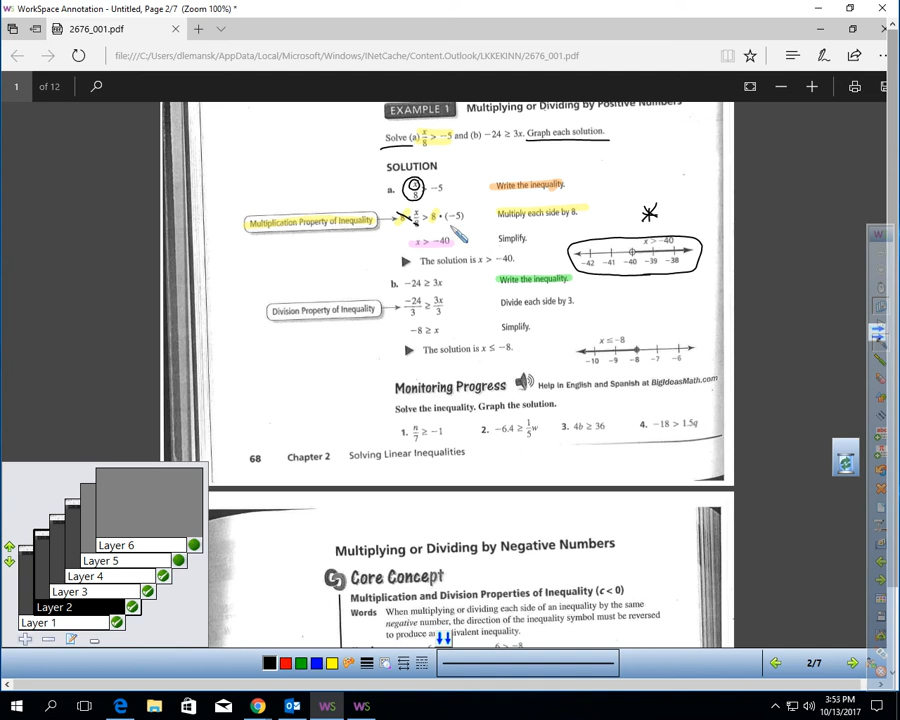 WorkSpace Annotation - Untitled, Page 2/7 (Zoom 100%) *
2676_001.pdf
file:///C:/Users/dlemansk/AppData/Local/Microsoft/Windows/INetCache/Content.Outlook/LKKEKINN/2676_001.pdf
1 of 12
EXAMPLE 1 Multiplying or Dividing by Positive Numbers
Solve (a) x/8 > −5 and (b) −24 ≥ 3x. Graph each solution.
SOLUTION
a. x/8 > −5 Write the inequality.
Multiplication Property of Inequality 8 • x/8 > 8 • (−5) Multiply each side by 8.
x > −40 Simplify.
x > −40
−42 −41 −40 −39 −38
The solution is x > −40.
b. −24 ≥ 3x Write the inequality.
Division Property of Inequality −24/3 ≥ 3x/3 Divide each side by 3.
−8 ≥ x Simplify.
The solution is x ≤ −8.
x ≤ −8
−10 −9 −8 −7 −6
Monitoring Progress Help in English and Spanish at BigIdeasMath.com
Solve the inequality. Graph the solution.
1. n/7 ≥ −1 2. −6.4 ≥ 1/5 w 3. 4b ≥ 36 4. −18 > 1.5q
68 Chapter 2 Solving Linear Inequalities
Multiplying or Dividing by Negative Numbers
Core Concept
Multiplication and Division Properties of Inequality (c < 0)
Words When multiplying or dividing each side of an inequality by the same
negative number, the direction of the inequality symbol must be reversed
to produce an equivalent inequality.
6 > −8
Layer 6
Layer 5
Layer 4
Layer 3
Layer 2
Layer 1
2/7
3:53 PM
10/13/2017